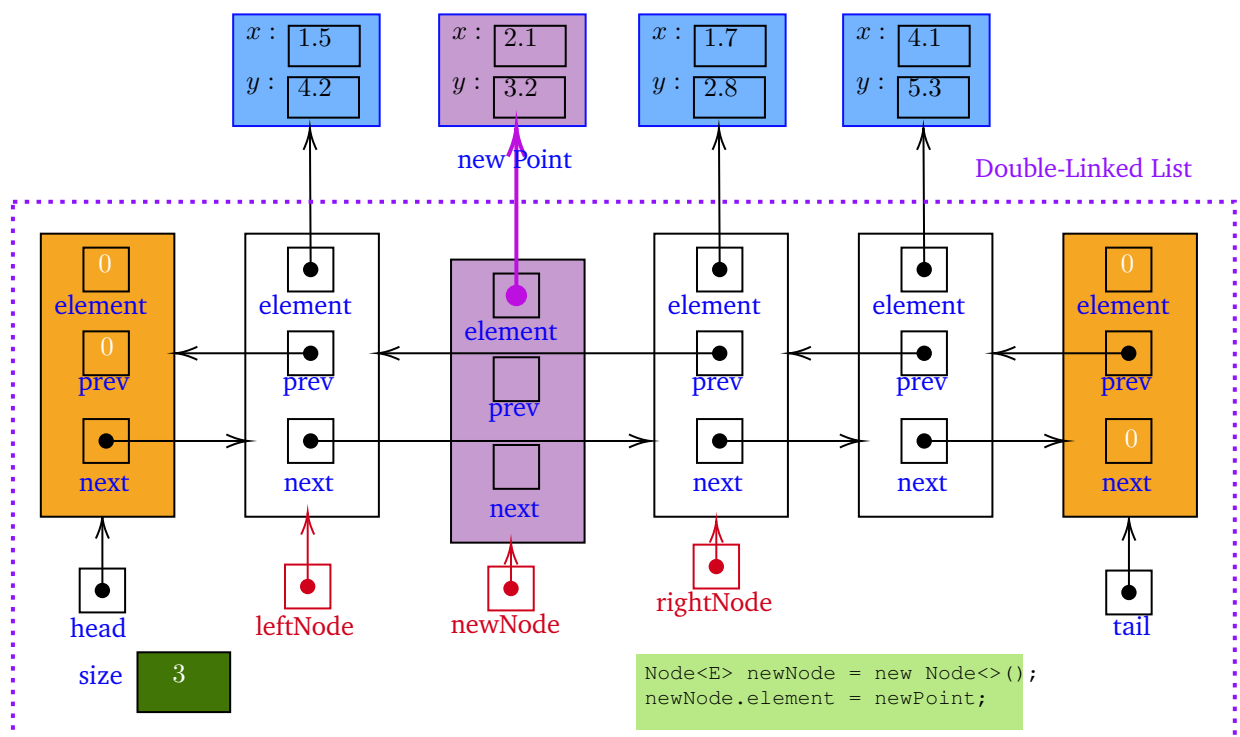 x : 1.5
y : 4.2
x : 2.1
y : 3.2
x : 1.7
y : 2.8
x : 4.1
y : 5.3
new Point
Double-Linked List
0
element
0
prev
next
element
prev
next
element
prev
next
element
prev
next
element
prev
next
0
element
prev
0
next
head
leftNode
newNode
rightNode
tail
size 3
Node<E> newNode = new Node<>();
newNode.element = newPoint;